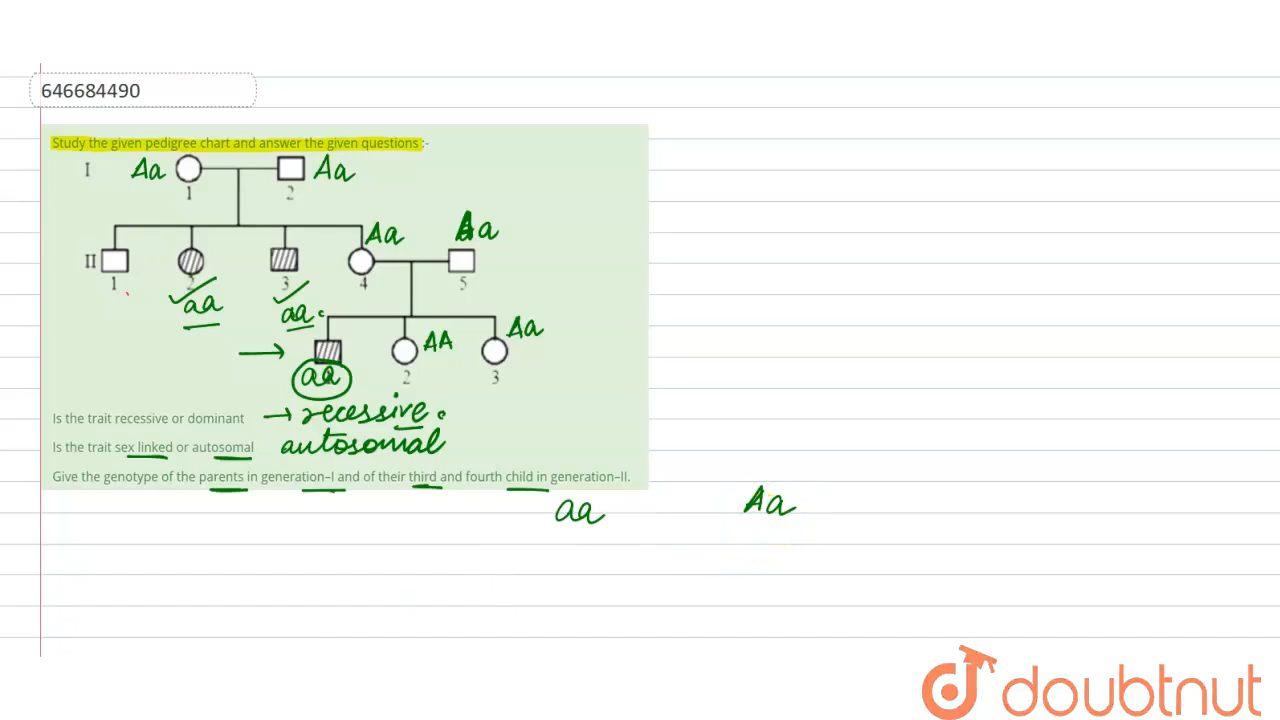 646684490
Study the given pedigree chart and answer the given questions :-
I Aa Aa
1 2
Aa Aa
II
1 2 3 4 5
aa aa
Aa
AA
aa 2 3
Is the trait recessive or dominant → recessive.
Is the trait sex linked or autosomal autosomal
Give the genotype of the parents in generation–I and of their third and fourth child in generation–II.
aa Aa
doubtnut